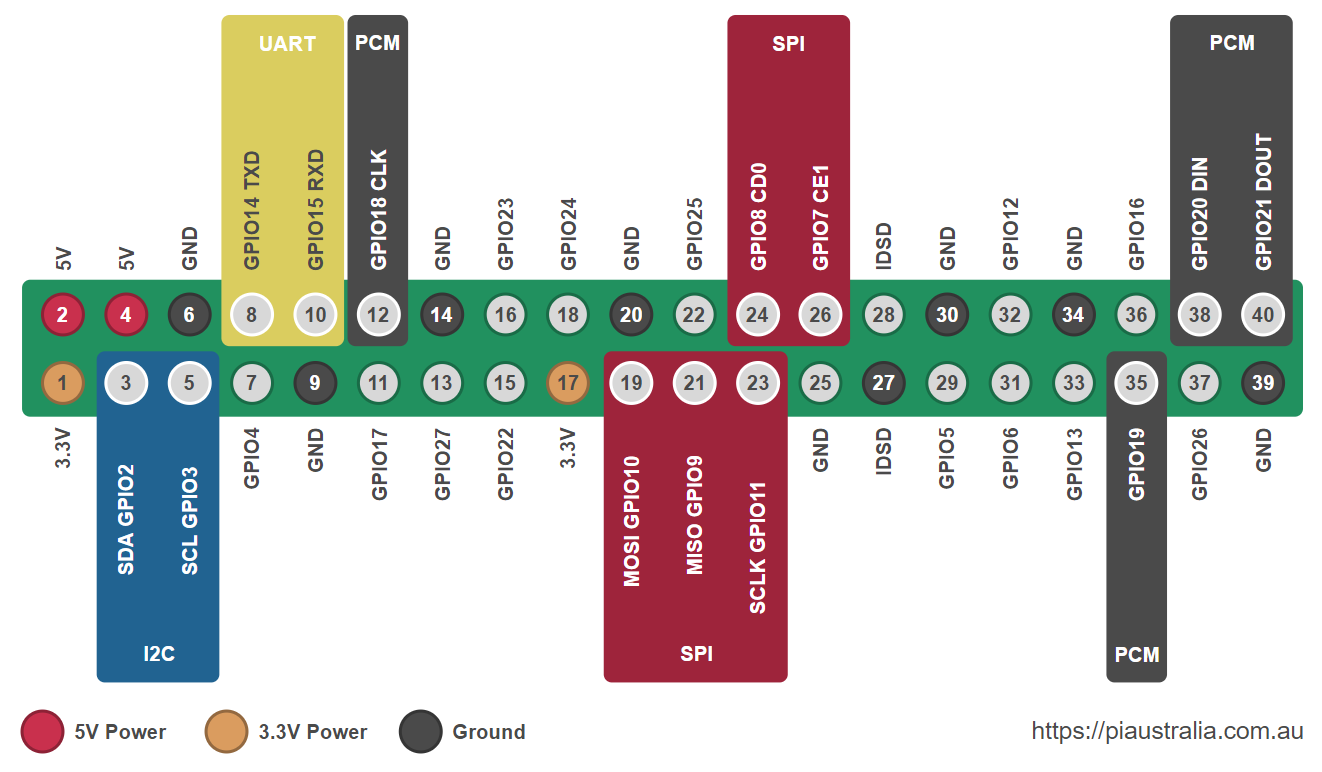 UART
PCM
SPI
PCM
5V
5V
GND
GPIO14 TXD
GPIO15 RXD
GPIO18 CLK
GND
GPIO23
GPIO24
GND
GPIO25
GPIO8 CD0
GPIO7 CE1
IDSD
GND
GPIO12
GND
GPIO16
GPIO20 DIN
GPIO21 DOUT
2 4 6 8 10 12 14 16 18 20 22 24 26 28 30 32 34 36 38 40
1 3 5 7 9 11 13 15 17 19 21 23 25 27 29 31 33 35 37 39
3.3V
SDA GPIO2
SCL GPIO3
GPIO4
GND
GPIO17
GPIO27
GPIO22
3.3V
MOSI GPIO10
MISO GPIO9
SCLK GPIO11
GND
IDSD
GPIO5
GPIO6
GPIO13
GPIO19
GPIO26
GND
I2C
SPI
PCM
5V Power
3.3V Power
Ground
https://piaustralia.com.au